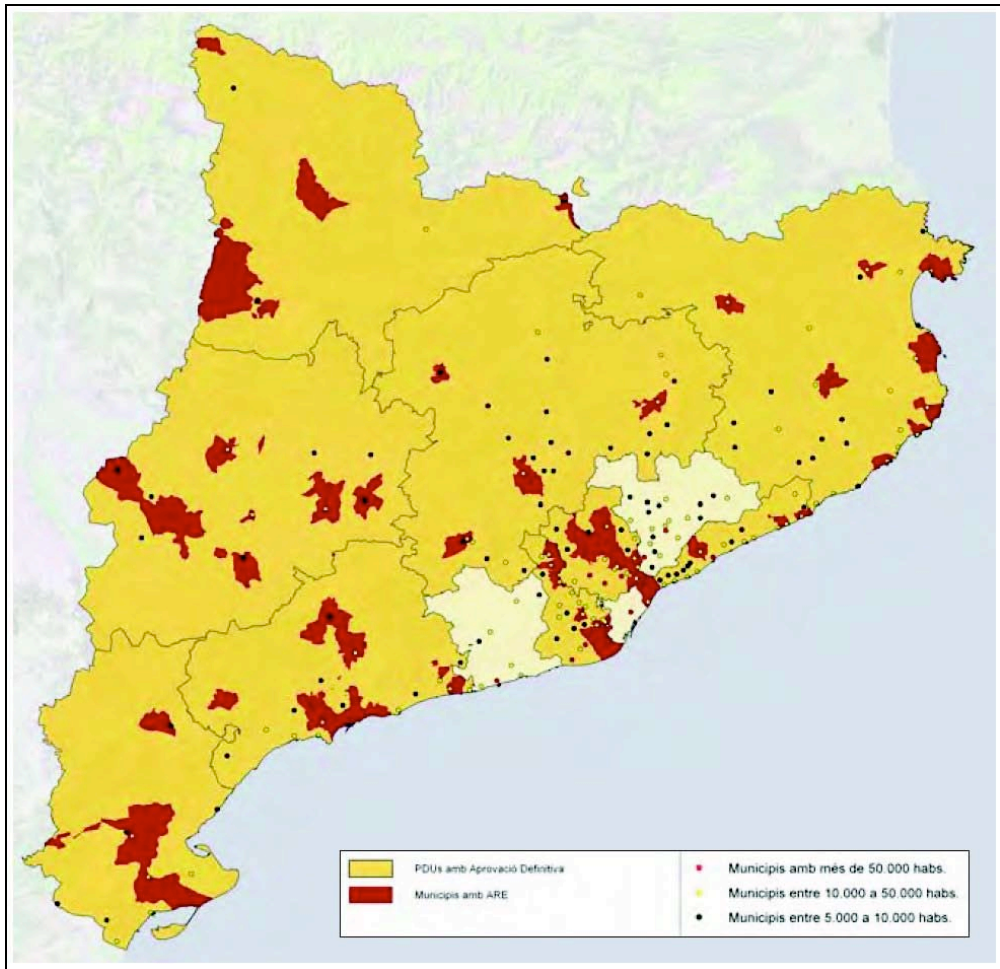 PDUs amb Aprovació Definitiva
Municipis amb ARE
Municipis amb més de 50.000 habs.
Municipis entre 10.000 a 50.000 habs.
Municipis entre 5.000 a 10.000 habs.